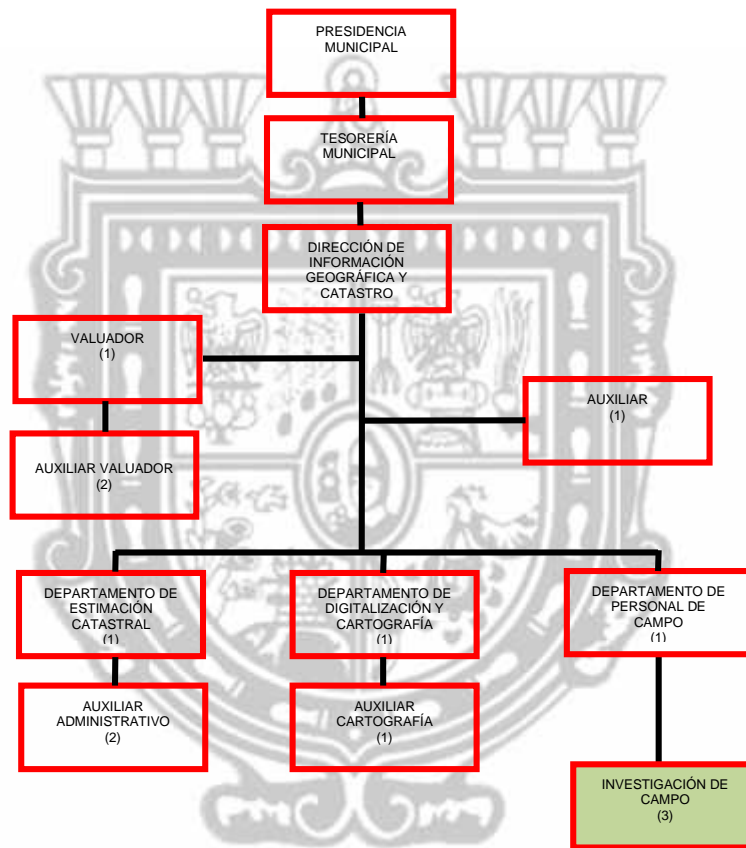 PRESIDENCIA
MUNICIPAL
TESORERÍA
MUNICIPAL
DIRECCIÓN DE
INFORMACIÓN
GEOGRÁFICA Y
CATASTRO
VALUADOR
(1)
AUXILIAR
(1)
AUXILIAR VALUADOR
(2)
DEPARTAMENTO DE
ESTIMACIÓN
CATASTRAL
(1)
DEPARTAMENTO DE
DIGITALIZACIÓN Y
CARTOGRAFÍA
(1)
DEPARTAMENTO DE
PERSONAL DE
CAMPO
(1)
AUXILIAR
ADMINISTRATIVO
(2)
AUXILIAR
CARTOGRAFÍA
(1)
INVESTIGACIÓN DE
CAMPO
(3)